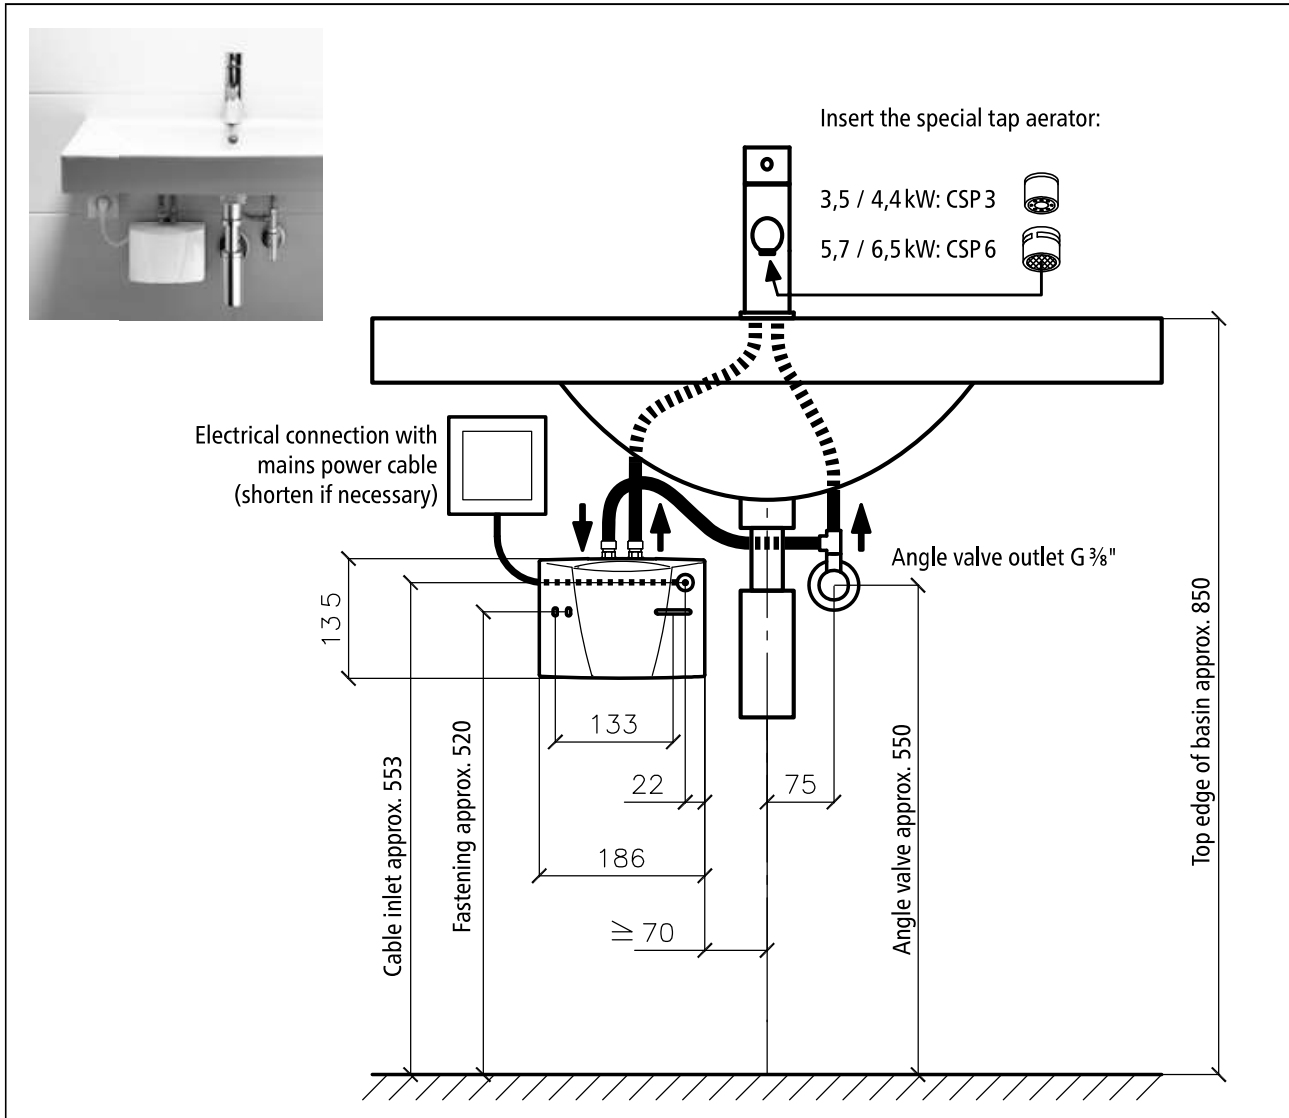 Insert the special tap aerator:
3,5 / 4,4 kW: CSP 3
5,7 / 6,5 kW: CSP 6
Electrical connection with
mains power cable
(shorten if necessary)
Angle valve outlet G ⅜"
135
133
22
75
186
≥ 70
Cable inlet approx. 553
Fastening approx. 520
Angle valve approx. 550
Top edge of basin approx. 850